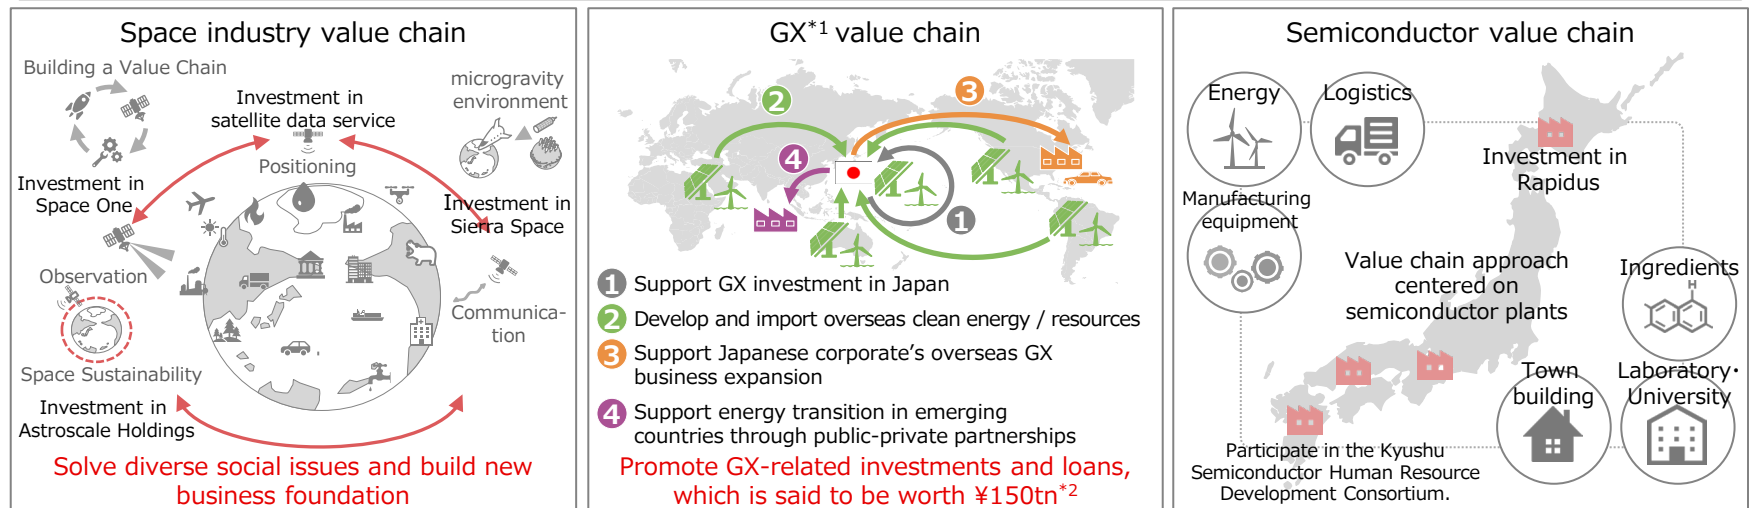 Space industry value chain
Building a Value Chain
Investment in
satellite data service
microgravity
environment
Positioning
Investment in
Space One
Investment in
Sierra Space
Observation
Communica-
tion
Space Sustainability
Investment in
Astroscale Holdings
Solve diverse social issues and build new
business foundation
GX*1 value chain
2
3
4
1
1 Support GX investment in Japan
2 Develop and import overseas clean energy / resources
3 Support Japanese corporate's overseas GX
business expansion
4 Support energy transition in emerging
countries through public-private partnerships
Promote GX-related investments and loans,
which is said to be worth ¥150tn*2
Semiconductor value chain
Energy
Logistics
Investment in
Rapidus
Manufacturing
equipment
Value chain approach
centered on
semiconductor plants
Ingredients
H
Town
building
Laboratory・
University
Participate in the Kyushu
Semiconductor Human Resource
Development Consortium.